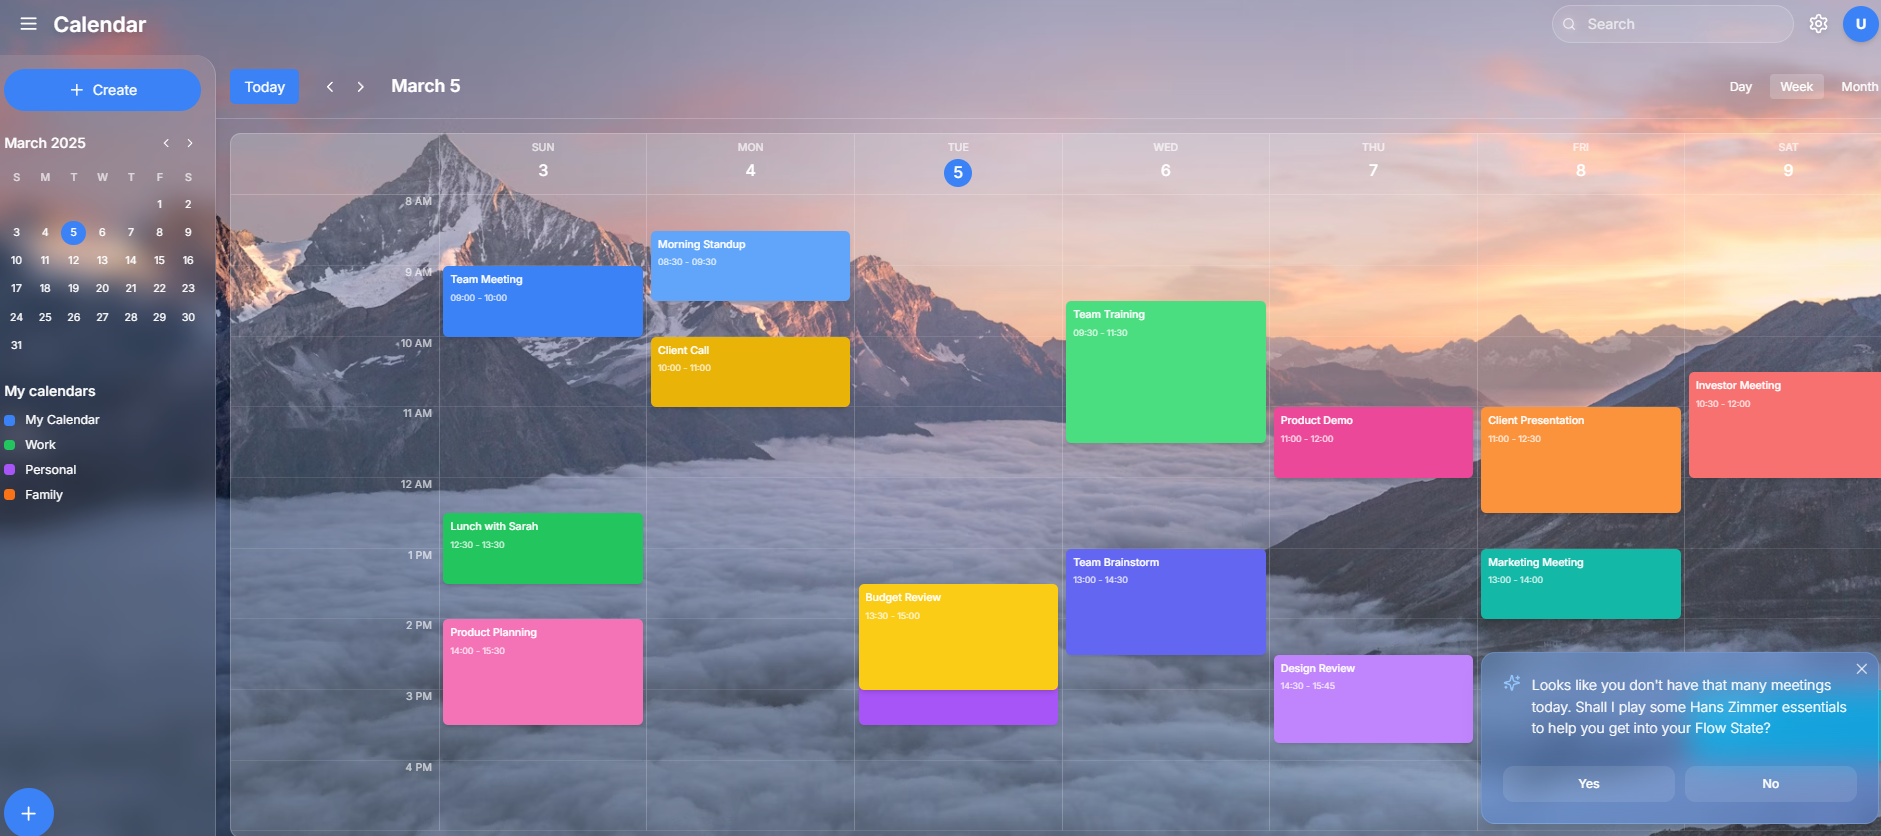 Calendar
Search
U
Create
Today
March 5
Day
Week
Month
March 2025
S M T W T F S
1 2
3 4 5 6 7 8 9
10 11 12 13 14 15 16
17 18 19 20 21 22 23
24 25 26 27 28 29 30
31
My calendars
My Calendar
Work
Personal
Family
SUN MON TUE WED THU FRI SAT
3 4 5 6 7 8 9
8 AM
9 AM
10 AM
11 AM
12 AM
1 PM
2 PM
3 PM
4 PM
Team Meeting
09:00 - 10:00
Lunch with Sarah
12:30 - 13:30
Product Planning
14:00 - 15:30
Morning Standup
08:30 - 09:30
Client Call
10:00 - 11:00
Budget Review
13:30 - 15:00
Team Training
09:30 - 11:30
Team Brainstorm
13:00 - 14:30
Product Demo
11:00 - 12:00
Design Review
14:30 - 15:45
Client Presentation
11:00 - 12:30
Marketing Meeting
13:00 - 14:00
Investor Meeting
10:30 - 12:00
Looks like you don't have that many meetings
today. Shall I play some Hans Zimmer essentials
to help you get into your Flow State?
Yes
No